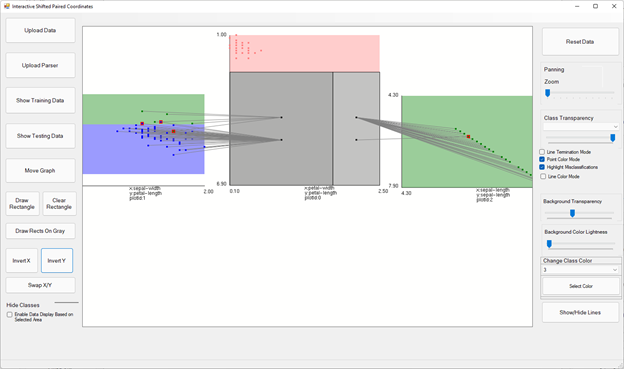 Interactive Shifted Paired Coordinates
Upload Data
Upload Parser
Show Training Data
Show Testing Data
Move Graph
Draw Rectangle
Clear Rectangle
Draw Rects On Gray
Invert X
Invert Y
Swap X/Y
Hide Classes
Enable Data Display Based on
Selected Area
2.00
x:sepal-width
y:petal-length
plotId:1
1.00
6.90
0.10
2.50
x:petal-width
y:petal-length
plotId:0
4.30
7.90
4.30
x:sepal-length
y:sepal-length
plotId:2
Reset Data
Panning
Zoom
Class Transparency
Line Termination Mode
Point Color Mode
Highlight Misclassifications
Line Color Mode
Background Transparency
Background Color Lightness
Change Class Color
3
Select Color
Show/Hide Lines